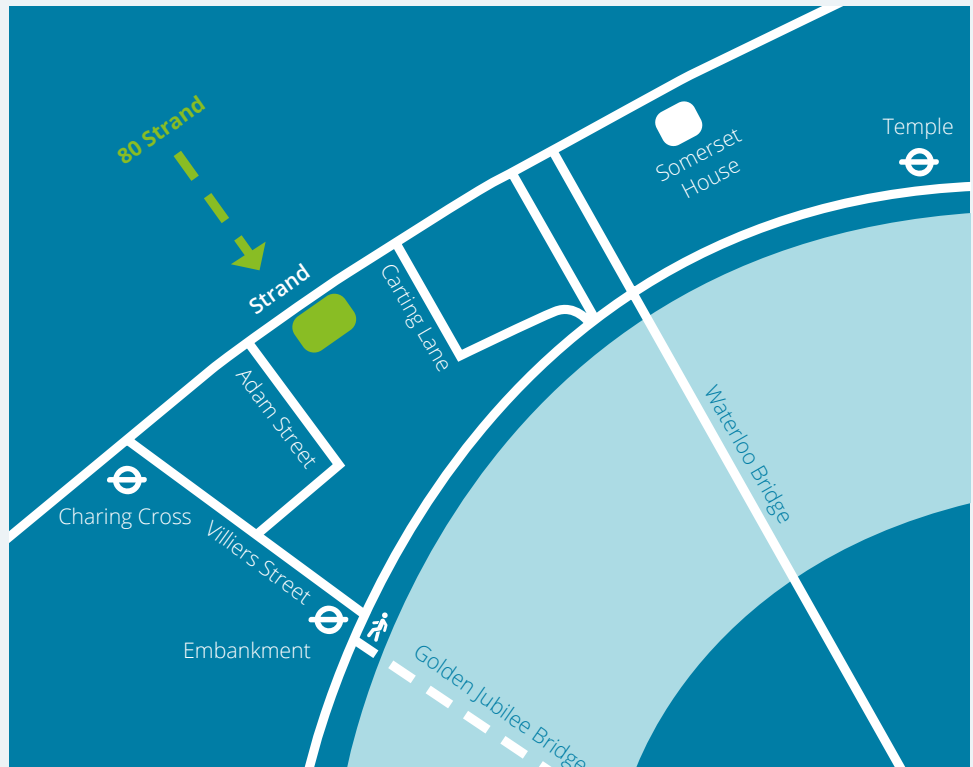 80 Strand
Temple
Somerset
House
Strand
Carting Lane
Adam Street
Waterloo Bridge
Charing Cross
Villiers Street
Embankment
Golden Jubilee Bridge